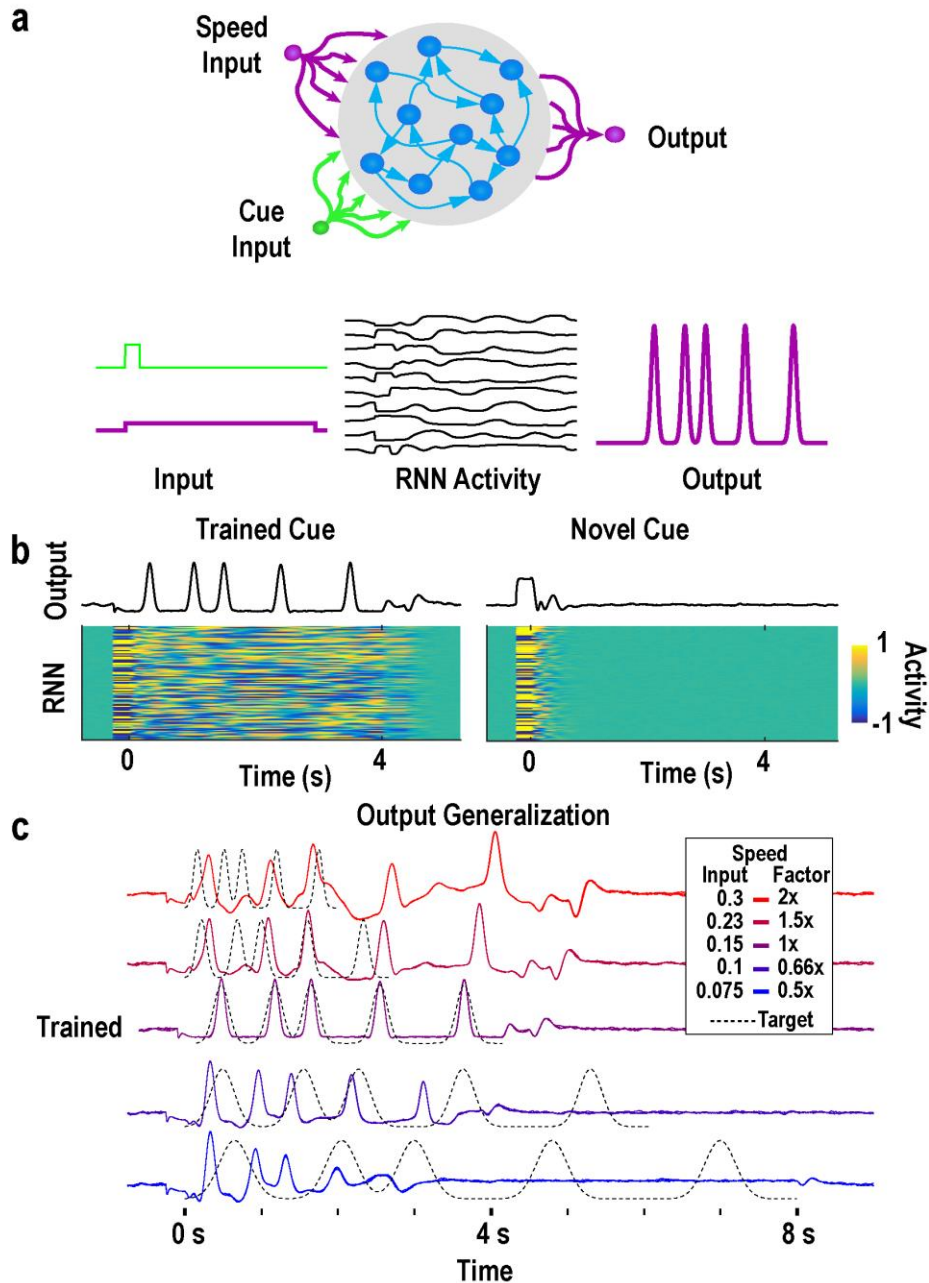 a
Speed
Input
Output
Cue
Input
Input
RNN Activity
Output
b
Trained Cue
Novel Cue
Output
RNN
1
-1
Activity
0
4
0
4
Time (s)
Time (s)
c
Output Generalization
Speed
Input Factor
0.3 2x
0.23 1.5x
0.15 1x
0.1 0.66x
0.075 0.5x
Target
Trained
0 s
4 s
8 s
Time